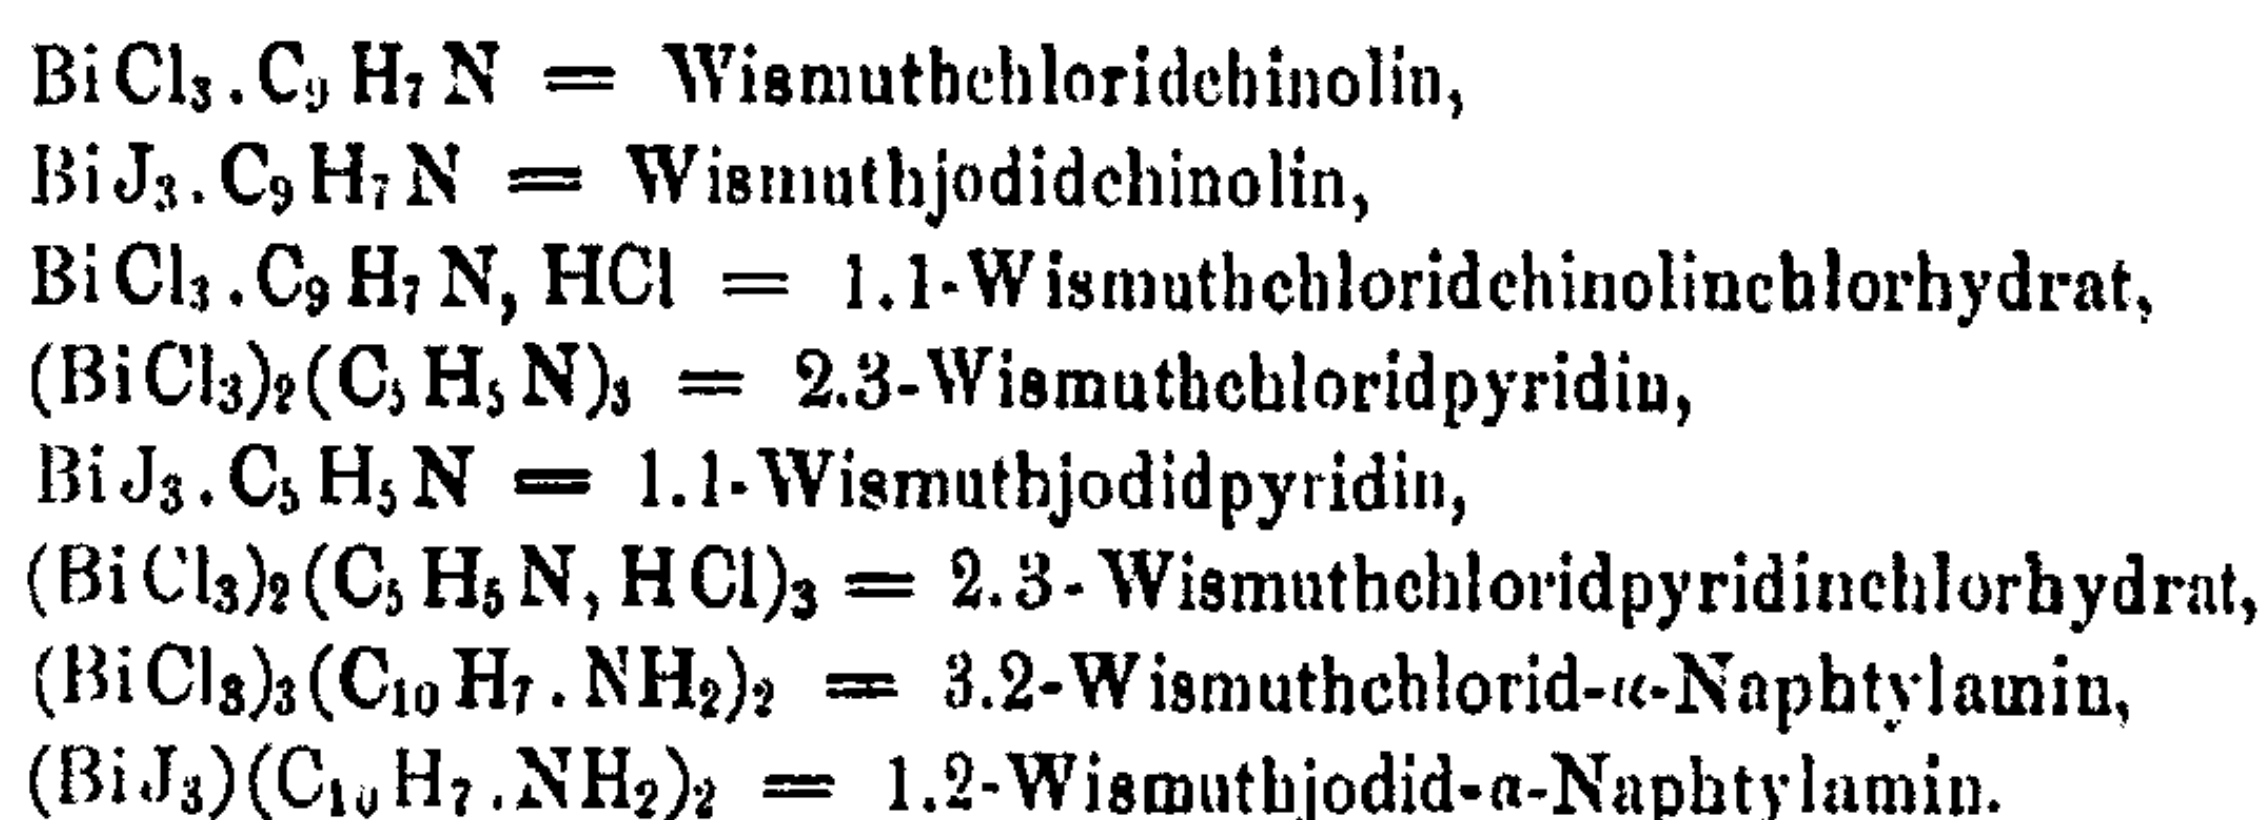 BiCl₃.C₉H₇N = Wismuthchloridchinolin,
BiJ₃.C₉H₇N = Wismuthjodidchinolin,
BiCl₃.C₉H₇N, HCl = 1.1-Wismuthchloridchinolinchlorhydrat,
(BiCl₃)₂(C₅H₅N)₃ = 2.3-Wismuthchloridpyridin,
BiJ₃.C₅H₅N = 1.1-Wismuthjodidpyridin,
(BiCl₃)₂(C₅H₅N, HCl)₃ = 2.3-Wismuthchloridpyridinchlorhydrat,
(BiCl₃)₃(C₁₀H₇.NH₂)₂ = 3.2-Wismuthchlorid-α-Naphtylamin,
(BiJ₃)(C₁₀H₇.NH₂)₂ = 1.2-Wismuthjodid-α-Naphtylamin.